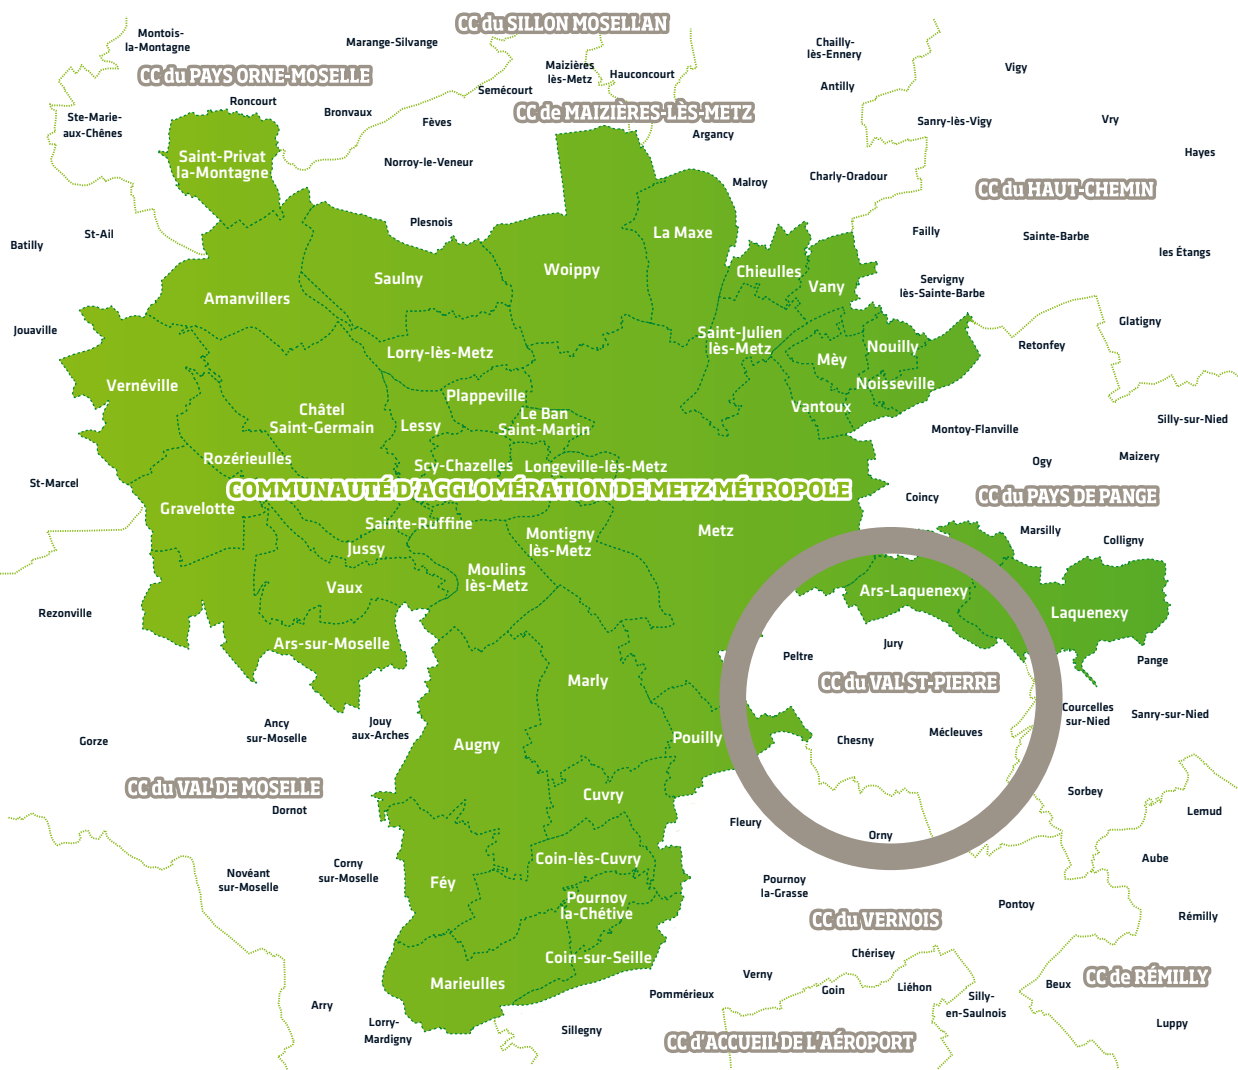 CC du SILLON MOSELLAN
Montois-
la-Montagne
Marange-Silvange
Chailly-
lès-Ennery
CC du PAYS ORNE-MOSELLE
Maizières
lès-Metz
Hauconcourt
Vigy
Antilly
Semécourt
Roncourt
Bronvaux
CC de MAIZIÈRES-LÈS-METZ
Ste-Marie-
aux-Chênes
Fèves
Argancy
Sanry-lès-Vigy
Vry
Saint-Privat
la-Montagne
Norroy-le-Veneur
Hayes
Malroy
Charly-Oradour
CC du HAUT-CHEMIN
Plesnois
St-Ail
La Maxe
Failly
Sainte-Barbe
Batilly
les Étangs
Woippy
Chieulles
Saulny
Vany
Servigny
lès-Sainte-Barbe
Amanvillers
Glatigny
Jouaville
Saint-Julien
lès-Metz
Retonfey
Nouilly
Lorry-lès-Metz
Mèy
Vernéville
Noisseville
Plappeville
Vantoux
Châtel
Saint-Germain
Le Ban
Saint-Martin
Lessy
Silly-sur-Nied
Montoy-Flanville
Rozérieulles
Scy-Chazelles
Longeville-lès-Metz
Ogy
Maizery
St-Marcel
COMMUNAUTÉ D'AGGLOMÉRATION DE METZ MÉTROPOLE
Coincy
CC du PAYS DE PANGE
Gravelotte
Sainte-Ruffine
Montigny
lès-Metz
Metz
Marsilly
Colligny
Jussy
Moulins
lès-Metz
Vaux
Ars-Laquenexy
Laquenexy
Rezonville
Ars-sur-Moselle
Jury
Peltre
Pange
Marly
CC du VAL ST-PIERRE
Courcelles
sur-Nied
Sanry-sur-Nied
Ancy
sur-Moselle
Jouy
aux-Arches
Gorze
Augny
Pouilly
Chesny
Mécleuves
CC du VAL DE MOSELLE
Cuvry
Sorbey
Dornot
Lemud
Fleury
Orny
Coin-lès-Cuvry
Aube
Novéant
sur-Moselle
Corny
sur-Moselle
Féy
Pournoy
la-Grasse
Pournoy
la-Chétive
Pontoy
CC du VERNOIS
Rémilly
Coin-sur-Seille
Chérisey
Verny
CC de RÉMILLY
Marieulles
Beux
Goin
Liéhon
Pommérieux
Silly-
en-Saulnois
Arry
Lorry-
Mardigny
Sillegny
Luppy
CC d'ACCUEIL DE L'AÉROPORT